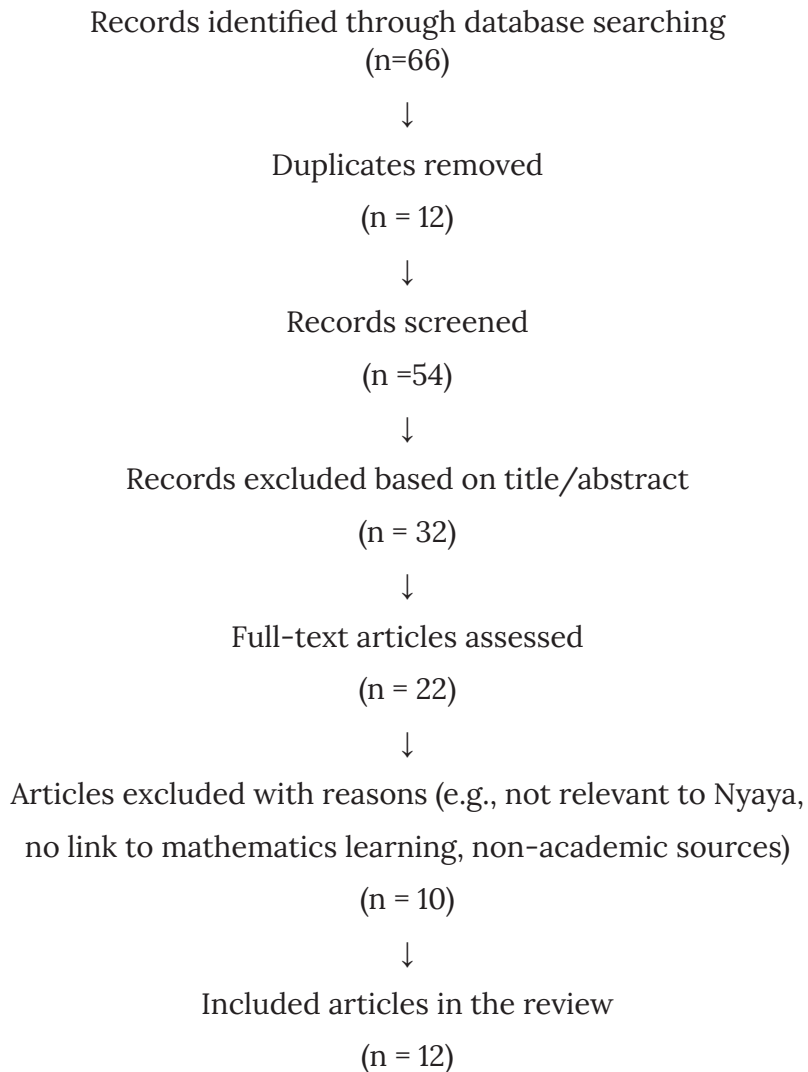 Records identified through database searching
(n=66)
↓
Duplicates removed
(n = 12)
↓
Records screened
(n =54)
↓
Records excluded based on title/abstract
(n = 32)
↓
Full-text articles assessed
(n = 22)
↓
Articles excluded with reasons (e.g., not relevant to Nyaya,
no link to mathematics learning, non-academic sources)
(n = 10)
↓
Included articles in the review
(n = 12)